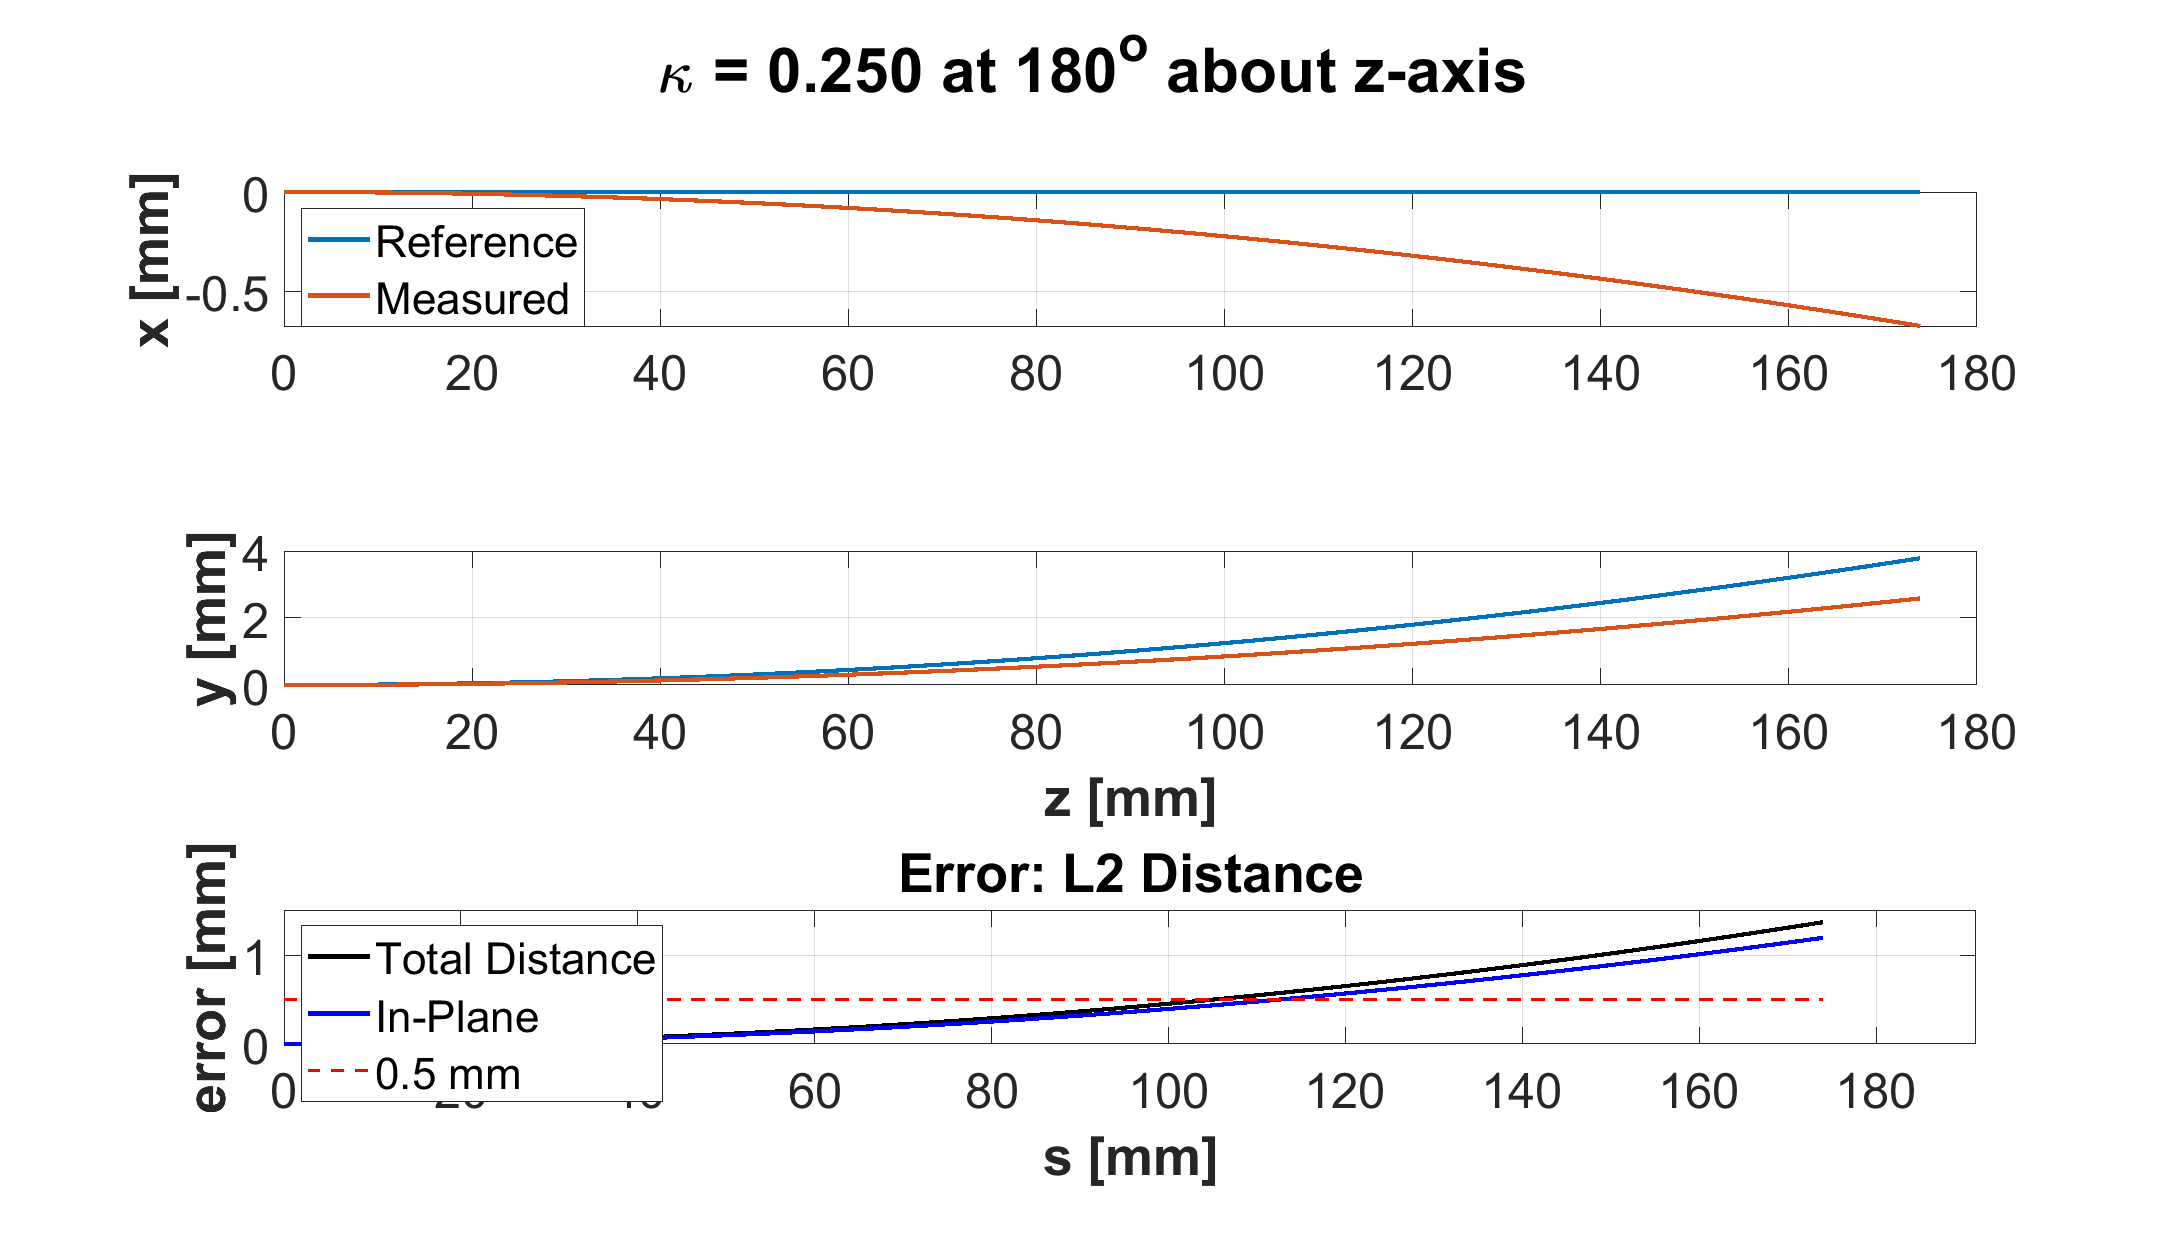 κ = 0.250 at 180° about z-axis
x [mm]
0
-0.5
Reference
Measured
0 20 40 60 80 100 120 140 160 180
y [mm]
4
2
0
0 20 40 60 80 100 120 140 160 180
z [mm]
Error: L2 Distance
error [mm]
1
0
Total Distance
In-Plane
0.5 mm
0 20 40 60 80 100 120 140 160 180
s [mm]